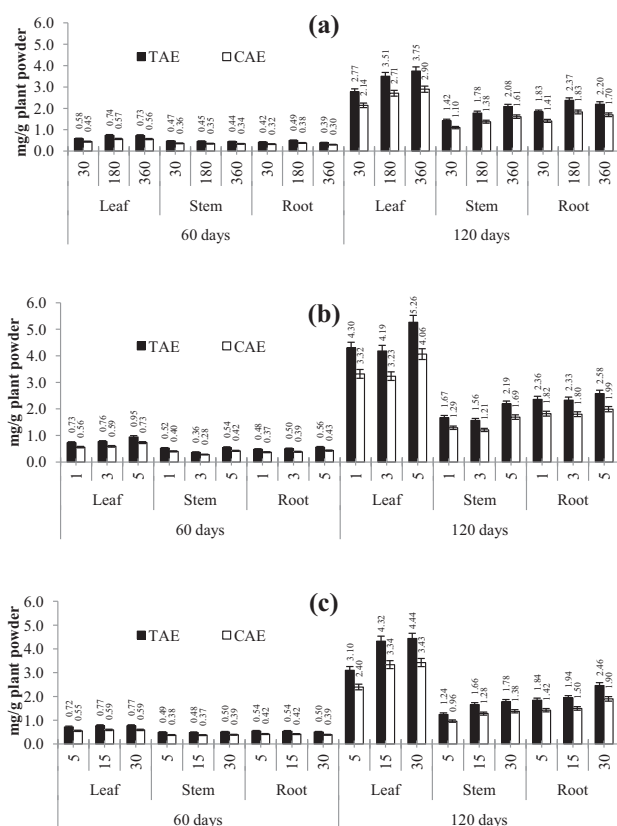 (a)
TAE CAE
mg/g plant powder
6.0
5.0
4.0
3.0
2.0
1.0
0.0
0.58 0.45 0.74 0.57 0.73 0.56 0.47 0.36 0.45 0.35 0.44 0.34 0.42 0.32 0.49 0.38 0.39 0.30 2.77 2.14 3.51 2.71 3.75 2.90 1.42 1.10 1.78 1.38 2.08 1.61 1.83 1.41 2.37 1.83 2.20 1.70
30 180 360 30 180 360 30 180 360 30 180 360 30 180 360 30 180 360
Leaf Stem Root Leaf Stem Root
60 days 120 days
(b)
TAE CAE
mg/g plant powder
6.0
5.0
4.0
3.0
2.0
1.0
0.0
0.73 0.56 0.76 0.59 0.95 0.73 0.52 0.40 0.36 0.28 0.54 0.42 0.48 0.37 0.50 0.39 0.56 0.43 4.30 3.32 4.19 3.23 5.26 4.06 1.67 1.29 1.56 1.21 2.19 1.69 2.36 1.82 2.33 1.80 2.58 1.99
1 3 5 1 3 5 1 3 5 1 3 5 1 3 5 1 3 5
Leaf Stem Root Leaf Stem Root
60 days 120 days
(c)
TAE CAE
mg/g plant powder
6.0
5.0
4.0
3.0
2.0
1.0
0.0
0.72 0.55 0.77 0.59 0.77 0.59 0.49 0.38 0.48 0.37 0.50 0.39 0.54 0.42 0.54 0.42 0.50 0.39 3.10 2.40 4.32 3.34 4.44 3.43 1.24 0.96 1.66 1.28 1.78 1.38 1.84 1.42 1.94 1.50 2.46 1.90
5 15 30 5 15 30 5 15 30 5 15 30 5 15 30 5 15 30
Leaf Stem Root Leaf Stem Root
60 days 120 days